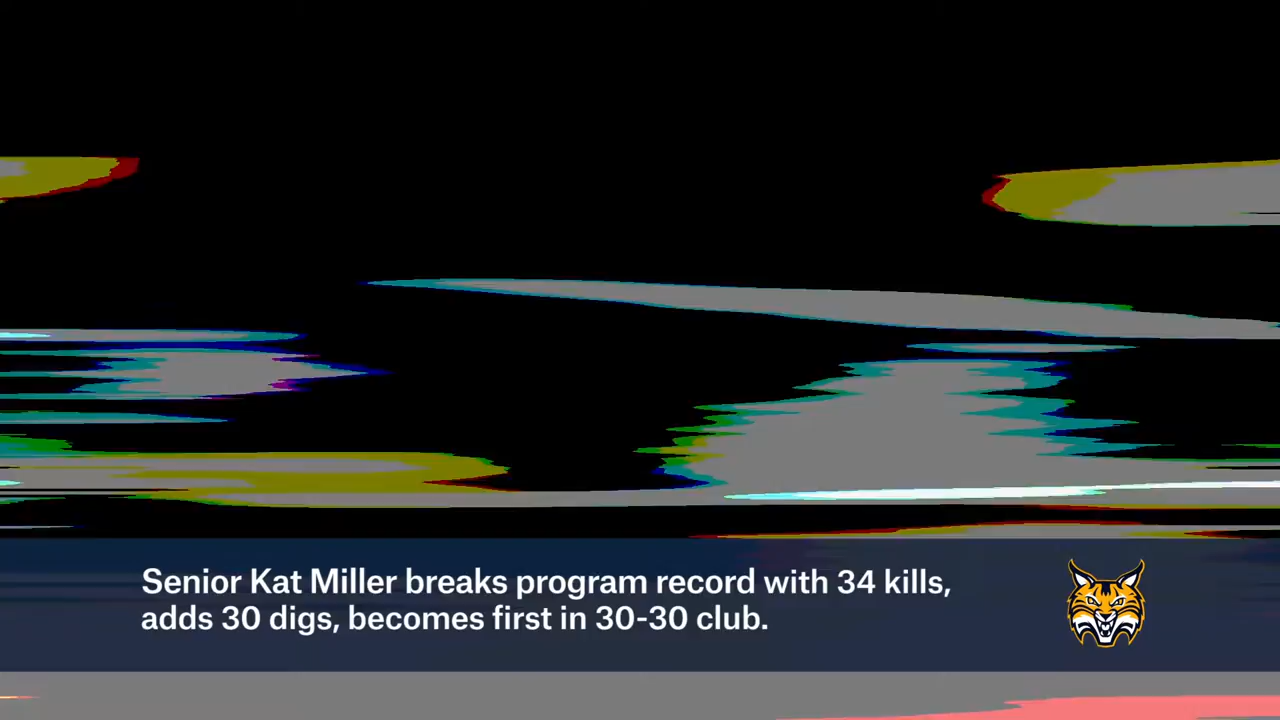 Senior Kat Miller breaks program record with 34 kills,
adds 30 digs, becomes first in 30-30 club.